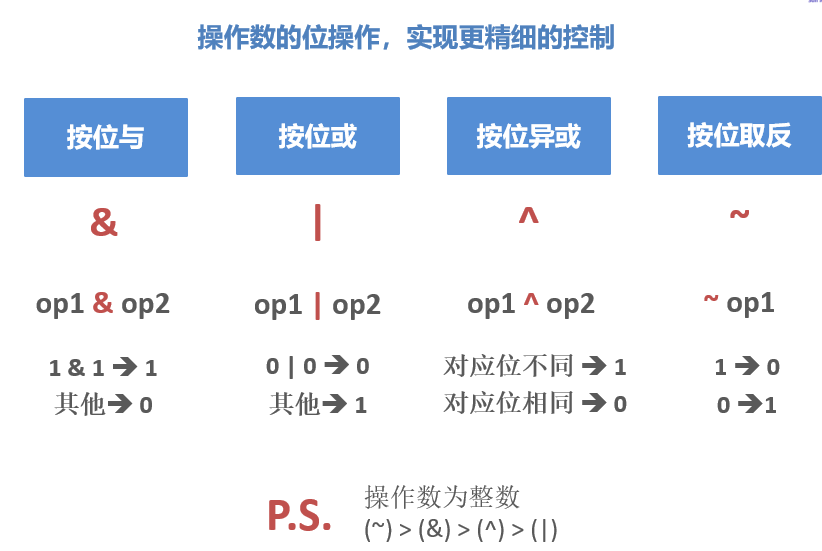 操作数的位操作，实现更精细的控制
按位与 按位或 按位异或 按位取反
& | ^ ~
op1 & op2 op1 | op2 op1 ^ op2 ~ op1
1 & 1 ➔ 1 0 | 0 ➔ 0 对应位不同 ➔ 1 1 ➔ 0
其他➔ 0 其他➔ 1 对应位相同 ➔ 0 0 ➔1
P.S. 操作数为整数
(~) > (&) > (^) > (|)